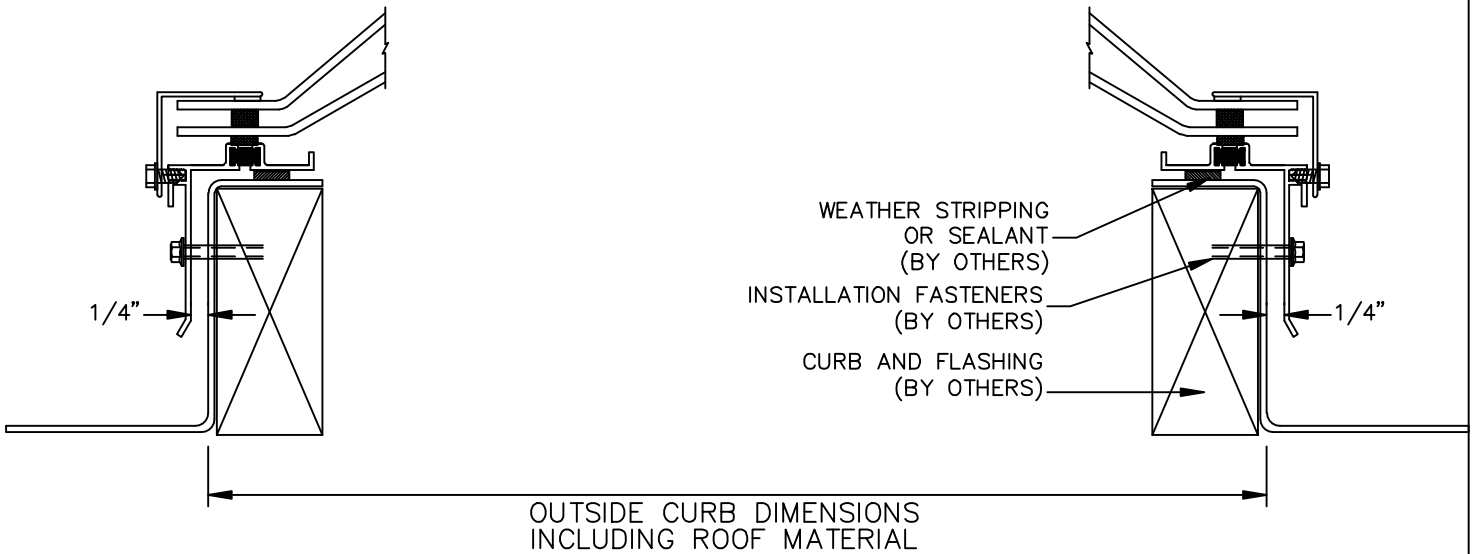 WEATHER STRIPPING
OR SEALANT
(BY OTHERS)
INSTALLATION FASTENERS
(BY OTHERS)
1/4"
1/4"
CURB AND FLASHING
(BY OTHERS)
OUTSIDE CURB DIMENSIONS
INCLUDING ROOF MATERIAL